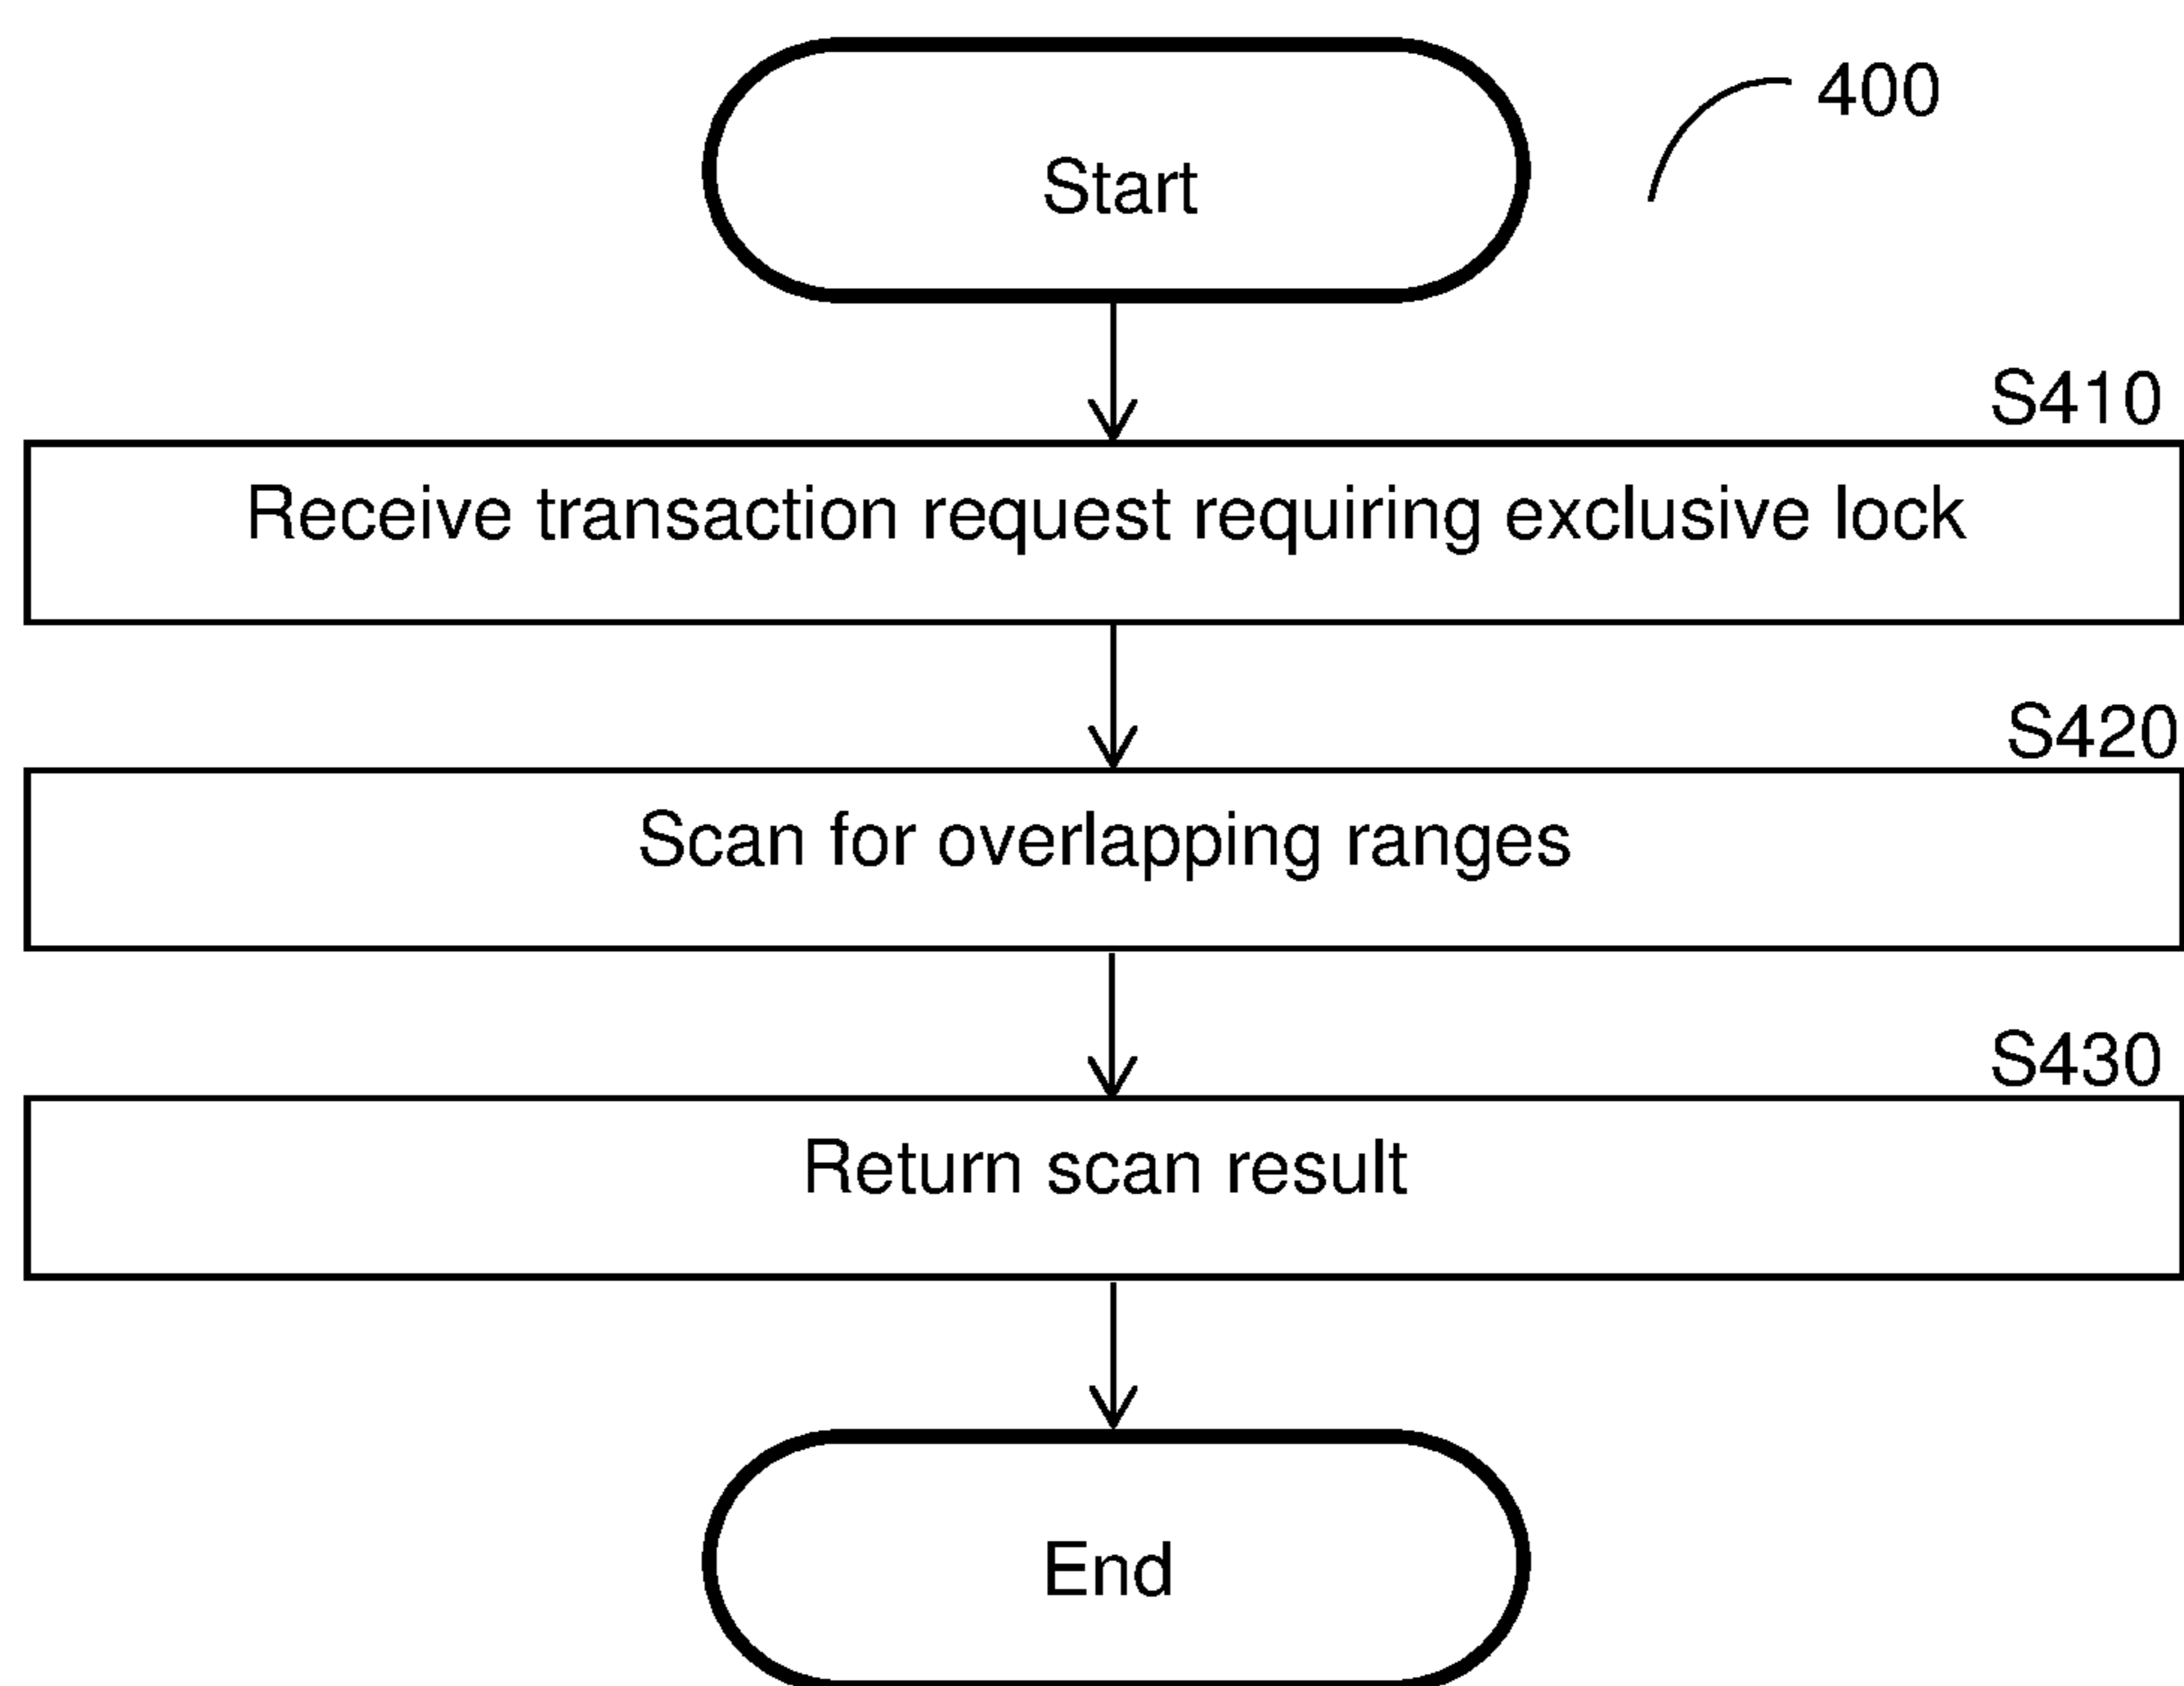 Start
400
S410
Receive transaction request requiring exclusive lock
S420
Scan for overlapping ranges
S430
Return scan result
End